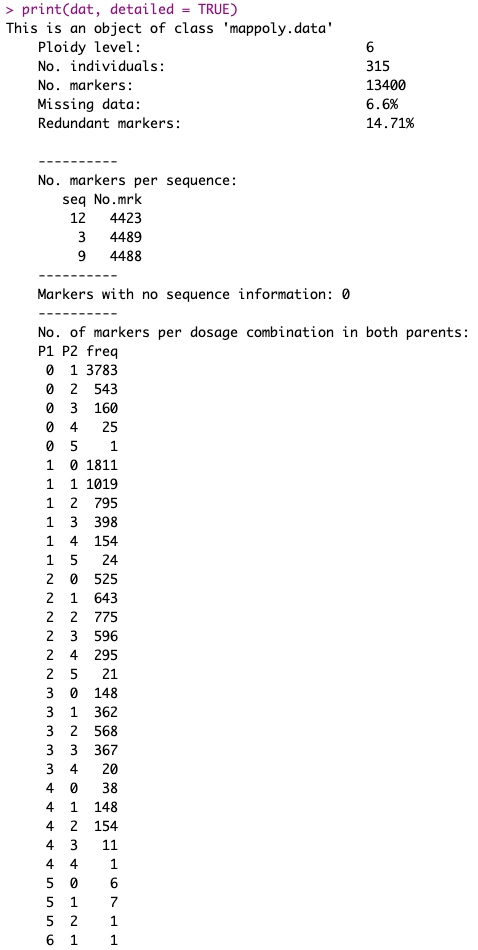 > print(dat, detailed = TRUE)
This is an object of class 'mappoly.data'
    Ploidy level:                            6
    No. individuals:                         315
    No. markers:                             13400
    Missing data:                            6.6%
    Redundant markers:                       14.71%
    ----------
    No. markers per sequence:
       seq No.mrk
        12   4423
         3   4489
         9   4488
    ----------
    Markers with no sequence information: 0
    ----------
    No. of markers per dosage combination in both parents:
    P1 P2 freq
     0  1 3783
     0  2  543
     0  3  160
     0  4   25
     0  5    1
     1  0 1811
     1  1 1019
     1  2  795
     1  3  398
     1  4  154
     1  5   24
     2  0  525
     2  1  643
     2  2  775
     2  3  596
     2  4  295
     2  5   21
     3  0  148
     3  1  362
     3  2  568
     3  3  367
     3  4   20
     4  0   38
     4  1  148
     4  2  154
     4  3   11
     4  4    1
     5  0    6
     5  1    7
     5  2    1
     6  1    1